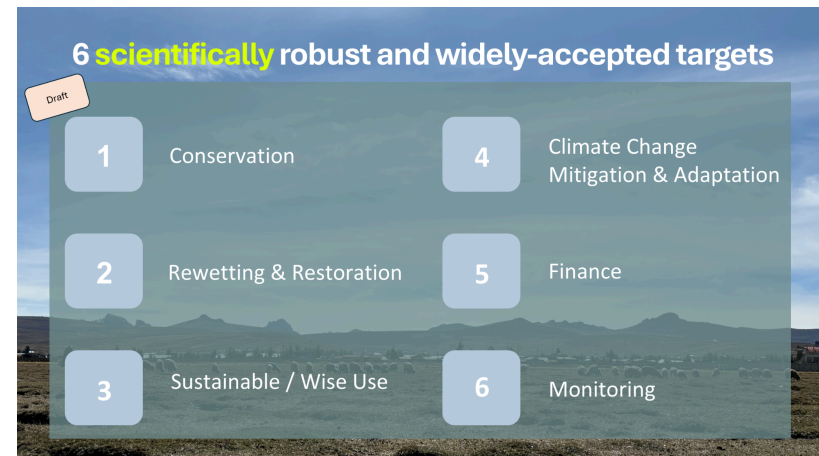 6 scientifically robust and widely-accepted targets
Draft
1
Conservation
2
Rewetting & Restoration
3
Sustainable / Wise Use
4
Climate Change
Mitigation & Adaptation
5
Finance
6
Monitoring